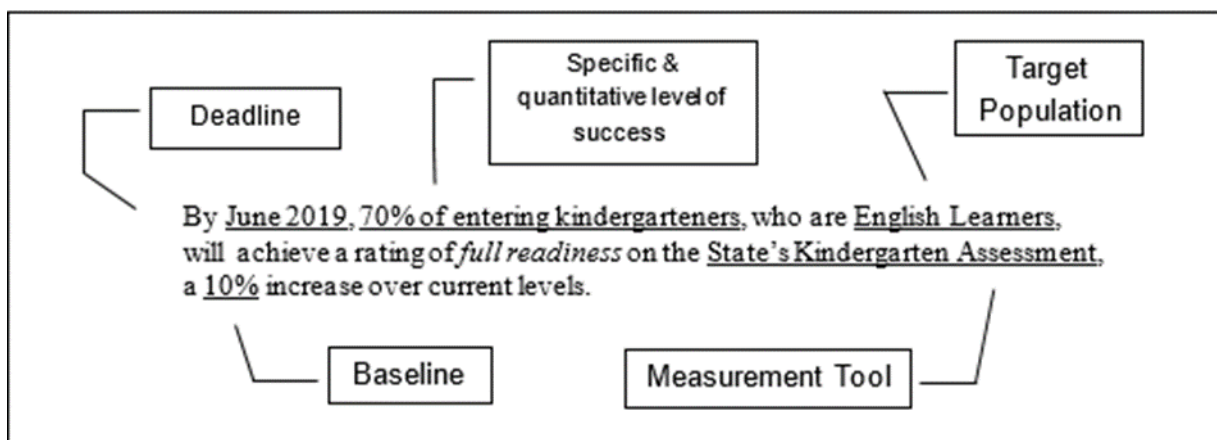 Deadline
Specific &
quantitative level of
success
Target
Population
By June 2019, 70% of entering kindergarteners, who are English Learners,
will achieve a rating of full readiness on the State's Kindergarten Assessment,
a 10% increase over current levels.
Baseline
Measurement Tool